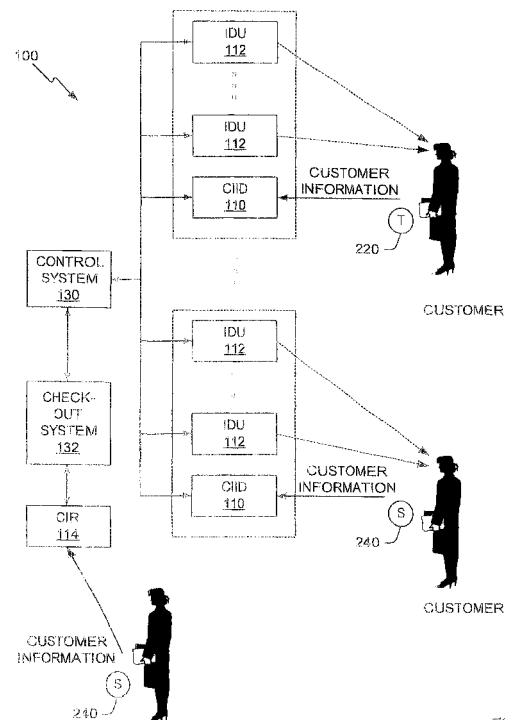 100
IDU
112
IDU
112
CUSTOMER
INFORMATION
CIID
110
T
220
CUSTOMER
CONTROL
SYSTEM
130
IDU
112
CHECK-
OUT
SYSTEM
132
IDU
112
CUSTOMER
INFORMATION
CIID
110
S
240
CUSTOMER
CIR
114
CUSTOMER
INFORMATION
S
240